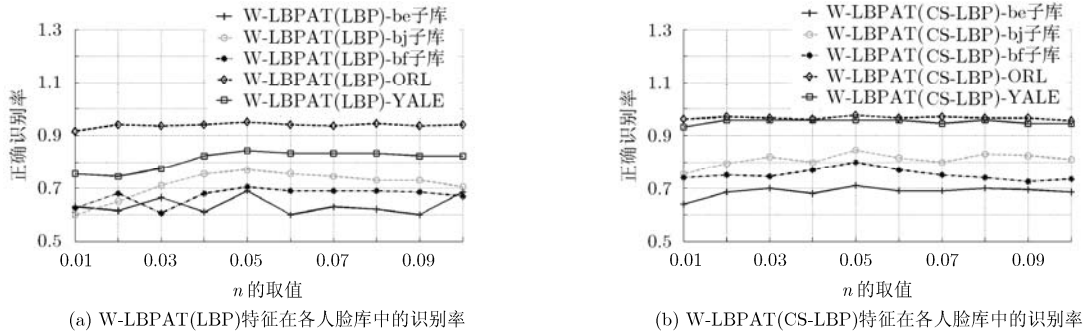 W-LBPAT(LBP)-be子库
W-LBPAT(LBP)-bj子库
W-LBPAT(LBP)-bf子库
W-LBPAT(LBP)-ORL
W-LBPAT(LBP)-YALE
1.3
1.1
0.9
0.7
0.5
正确识别率
0.01 0.03 0.05 0.07 0.09
n 的取值
(a) W-LBPAT(LBP)特征在各人脸库中的识别率
W-LBPAT(CS-LBP)-be子库
W-LBPAT(CS-LBP)-bj子库
W-LBPAT(CS-LBP)-bf子库
W-LBPAT(CS-LBP)-ORL
W-LBPAT(CS-LBP)-YALE
1.3
1.1
0.9
0.7
0.5
正确识别率
0.01 0.03 0.05 0.07 0.09
n 的取值
(b) W-LBPAT(CS-LBP)特征在各人脸库中的识别率